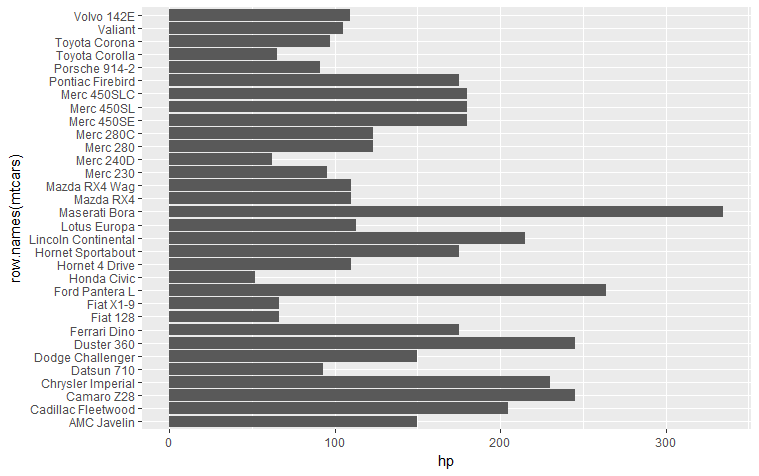 Volvo 142E
Valiant
Toyota Corona
Toyota Corolla
Porsche 914-2
Pontiac Firebird
Merc 450SLC
Merc 450SL
Merc 450SE
Merc 280C
Merc 280
Merc 240D
Merc 230
Mazda RX4 Wag
Mazda RX4
Maserati Bora
Lotus Europa
Lincoln Continental
Hornet Sportabout
Hornet 4 Drive
Honda Civic
Ford Pantera L
Fiat X1-9
Fiat 128
Ferrari Dino
Duster 360
Dodge Challenger
Datsun 710
Chrysler Imperial
Camaro Z28
Cadillac Fleetwood
AMC Javelin
row.names(mtcars)
0 100 200 300
hp